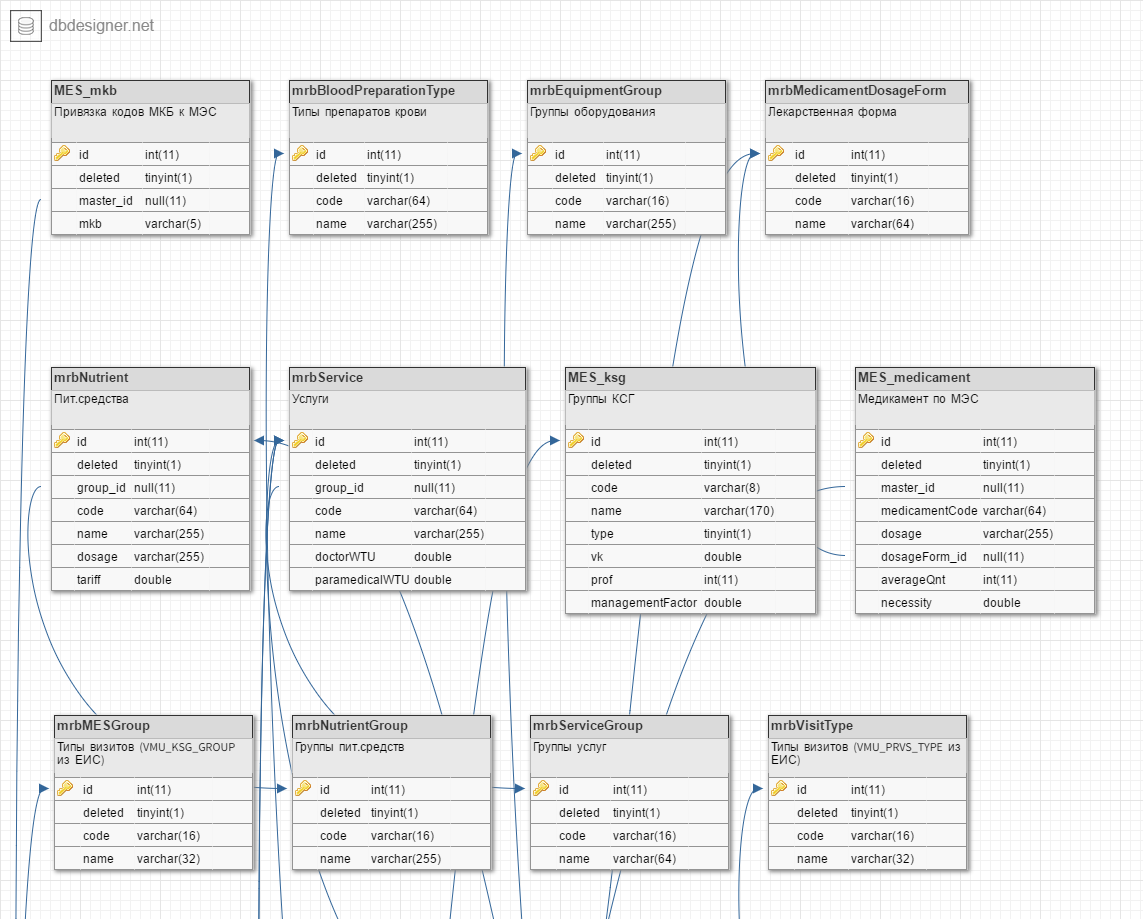 dbdesigner.net
MES_mkb
Привязка кодов МКБ к МЭС
id int(11)
deleted tinyint(1)
master_id null(11)
mkb varchar(5)
mrbBloodPreparationType
Типы препаратов крови
id int(11)
deleted tinyint(1)
code varchar(64)
name varchar(255)
mrbEquipmentGroup
Группы оборудования
id int(11)
deleted tinyint(1)
code varchar(16)
name varchar(255)
mrbMedicamentDosageForm
Лекарственная форма
id int(11)
deleted tinyint(1)
code varchar(16)
name varchar(64)
mrbNutrient
Пит.средства
id int(11)
deleted tinyint(1)
group_id null(11)
code varchar(64)
name varchar(255)
dosage varchar(255)
tariff double
mrbService
Услуги
id int(11)
deleted tinyint(1)
group_id null(11)
code varchar(64)
name varchar(255)
doctorWTU double
paramedicalWTU double
MES_ksg
Группы КСГ
id int(11)
deleted tinyint(1)
code varchar(8)
name varchar(170)
type tinyint(1)
vk double
prof int(11)
managementFactor double
MES_medicament
Медикамент по МЭС
id int(11)
deleted tinyint(1)
master_id null(11)
medicamentCode varchar(64)
dosage varchar(255)
dosageForm_id null(11)
averageQnt int(11)
necessity double
mrbMESGroup
Типы визитов (VMU_KSG_GROUP
из ЕИС)
id int(11)
deleted tinyint(1)
code varchar(16)
name varchar(32)
mrbNutrientGroup
Группы пит.средств
id int(11)
deleted tinyint(1)
code varchar(16)
name varchar(255)
mrbServiceGroup
Группы услуг
id int(11)
deleted tinyint(1)
code varchar(16)
name varchar(64)
mrbVisitType
Типы визитов (VMU_PRVS_TYPE из
ЕИС)
id int(11)
deleted tinyint(1)
code varchar(16)
name varchar(32)